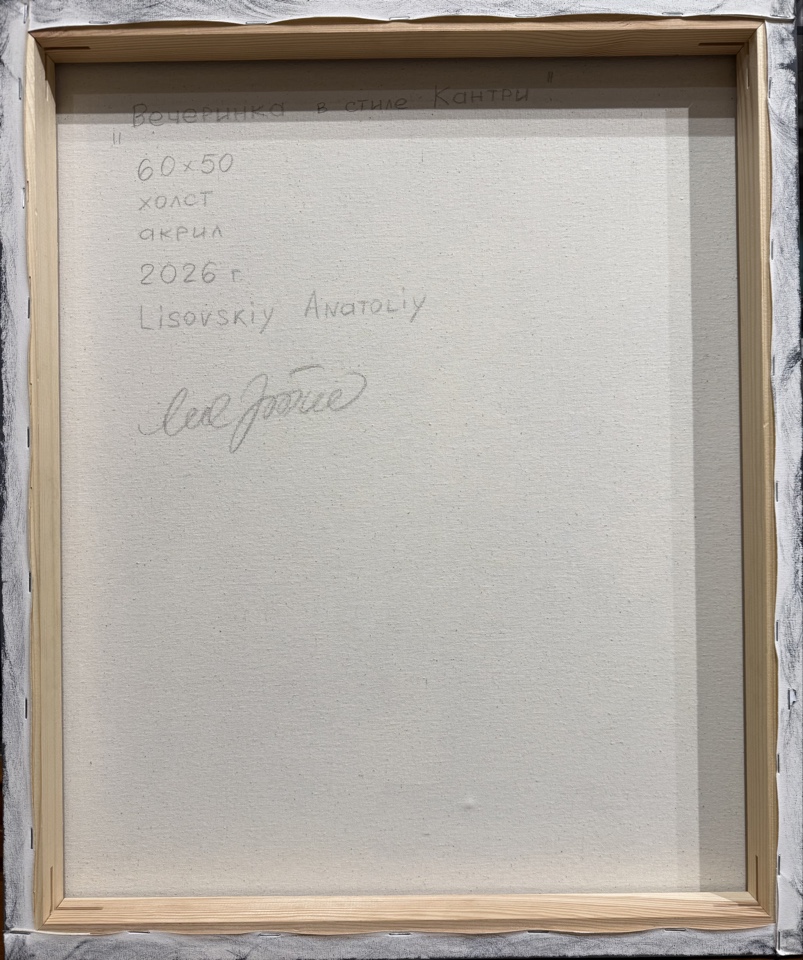 "Вечеринка в стиле Кантри"
60×50
холст
акрил
2026 г.
Lisovskiy Anatoliy